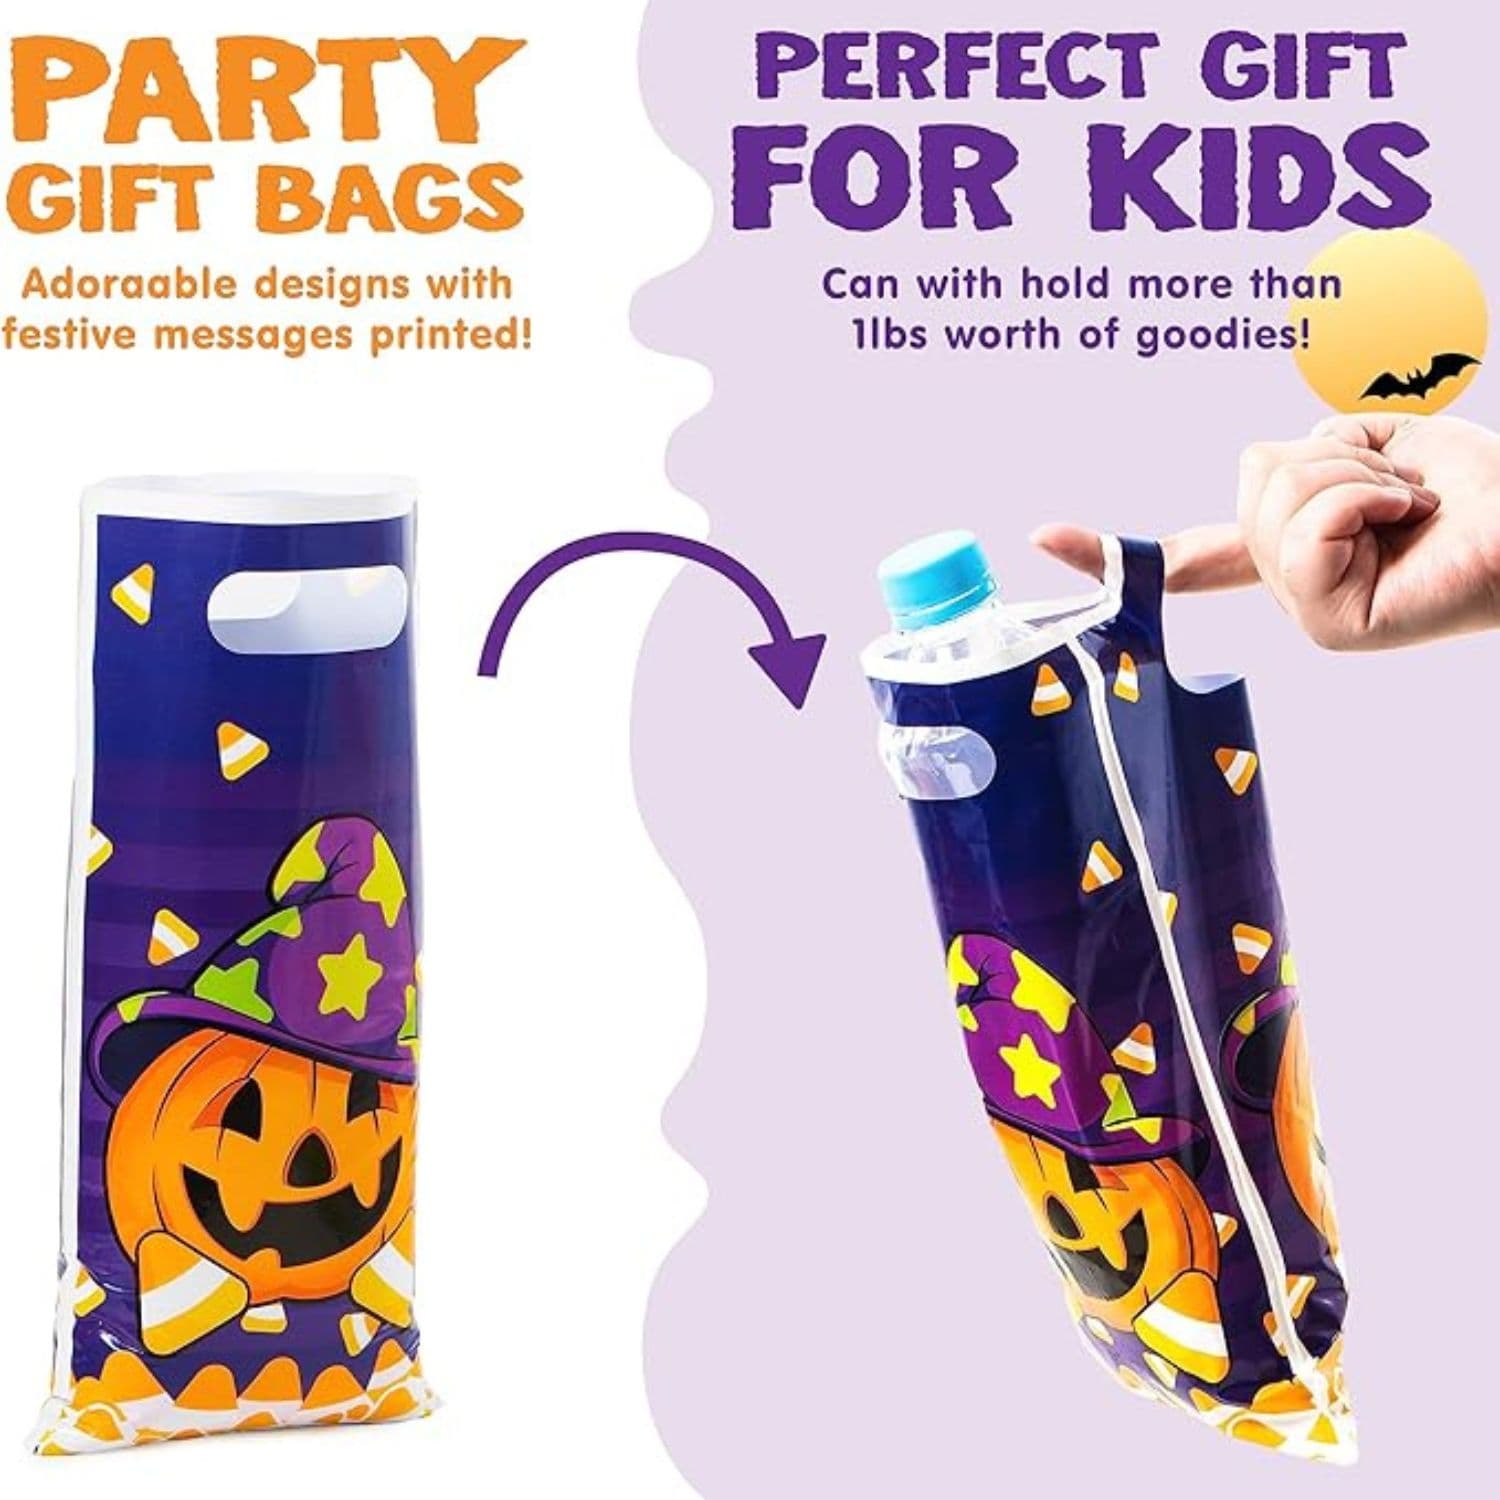 PARTY
GIFT BAGS
Adoraable designs with
festive messages printed!
PERFECT GIFT
FOR KIDS
Can with hold more than
1lbs worth of goodies!